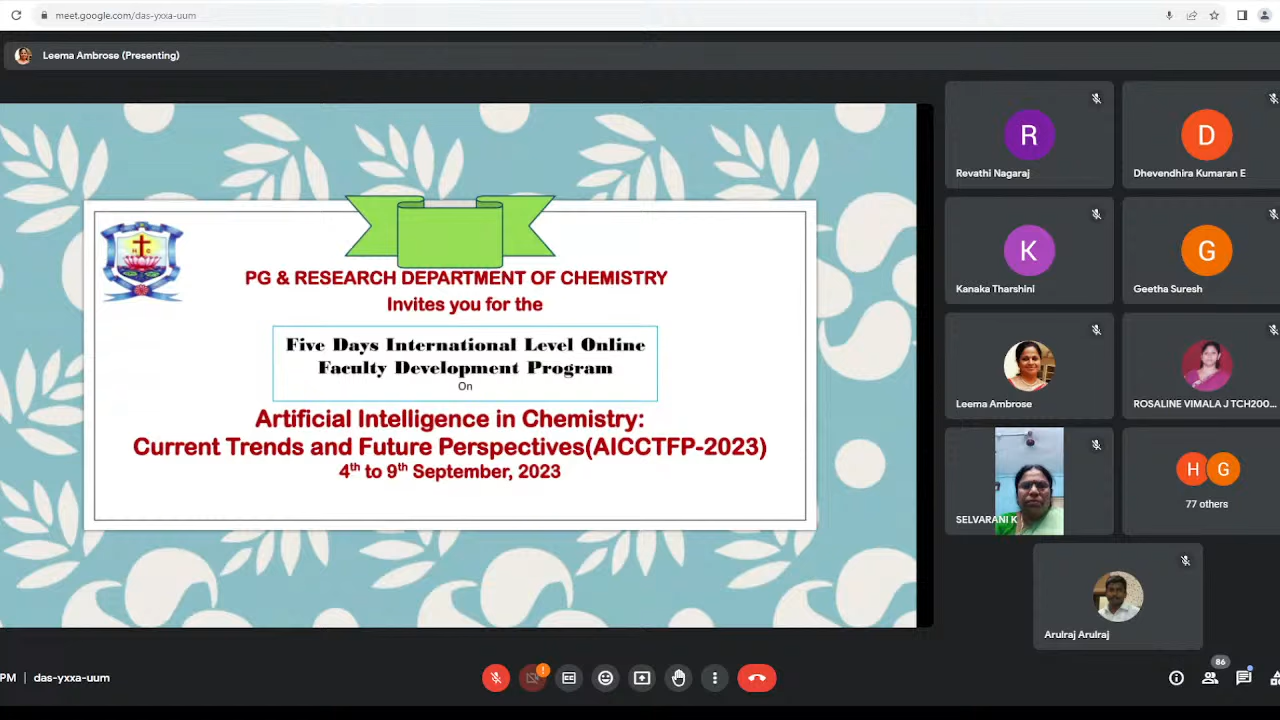 meet.google.com/das-yxxa-uum
Leema Ambrose (Presenting)
PG & RESEARCH DEPARTMENT OF CHEMISTRY
Invites you for the
Five Days International Level Online
Faculty Development Program
On
Artificial Intelligence in Chemistry:
Current Trends and Future Perspectives(AICCTFP-2023)
4th to 9th September, 2023
R
Revathi Nagaraj
D
Dhevendhira Kumaran E
K
Kanaka Tharshini
G
Geetha Suresh
Leema Ambrose
ROSALINE VIMALA J TCH200...
SELVARANI K
H G
77 others
Arulraj Arulraj
PM | das-yxxa-uum
86